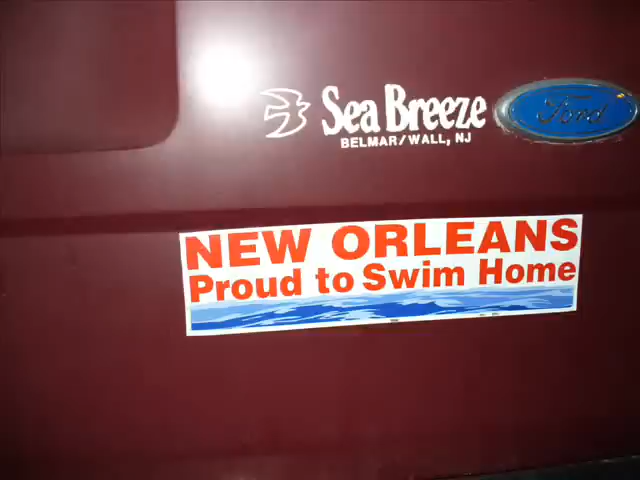 Sea Breeze
BELMAR/WALL, NJ
Ford
NEW ORLEANS
Proud to Swim Home